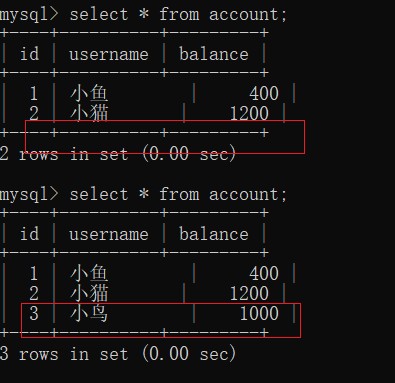 mysql> select * from account;
+----+----------+---------+
| id | username | balance |
+----+----------+---------+
| 1 | 小鱼 | 400 |
| 2 | 小猫 | 1200 |
+----+----------+---------+
2 rows in set (0.00 sec)
mysql> select * from account;
+----+----------+---------+
| id | username | balance |
+----+----------+---------+
| 1 | 小鱼 | 400 |
| 2 | 小猫 | 1200 |
| 3 | 小鸟 | 1000 |
+----+----------+---------+
3 rows in set (0.00 sec)